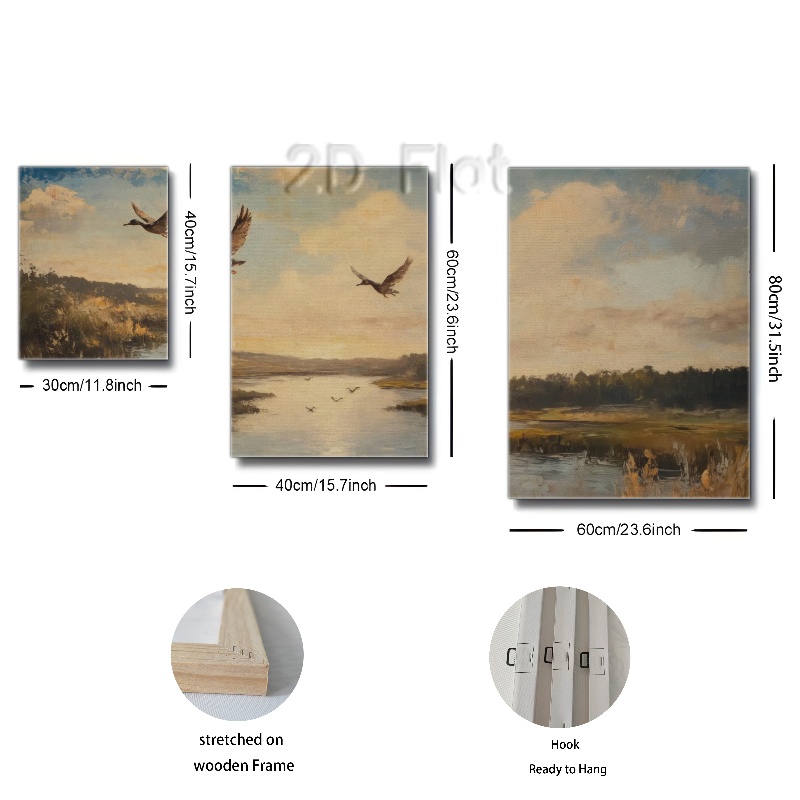 2D Flat
40cm/15.7inch
30cm/11.8inch
60cm/23.6inch
40cm/15.7inch
80cm/31.5inch
60cm/23.6inch
stretched on
wooden Frame
Hook
Ready to Hang